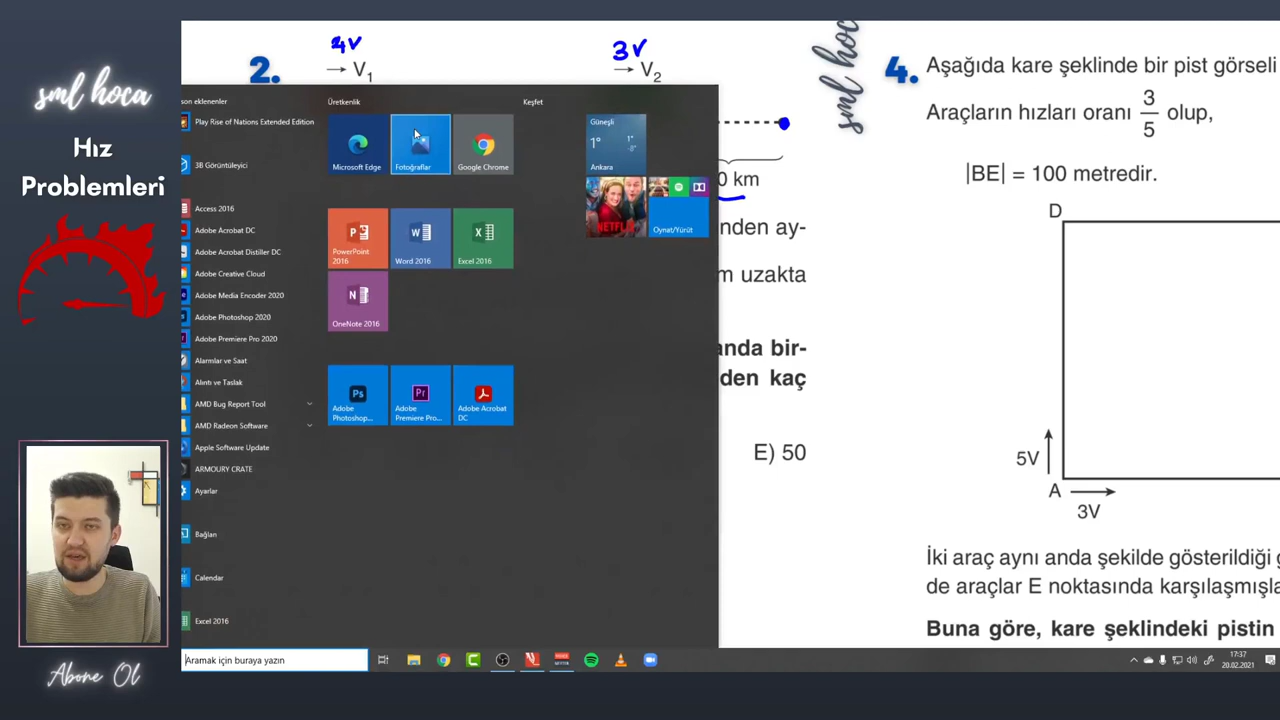 sml hoca
Hız
Problemleri
Abone Ol
4V
3V
2.
→ V₁
→ V₂
son eklenenler
Play Rise of Nations Extended Edition
3B Görüntüleyici
Access 2016
Adobe Acrobat DC
Adobe Acrobat Distiller DC
Adobe Creative Cloud
Adobe Media Encoder 2020
Adobe Photoshop 2020
Adobe Premiere Pro 2020
Alarmlar ve Saat
Alıntı ve Taslak
AMD Bug Report Tool
AMD Radeon Software
Apple Software Update
ARMOURY CRATE
Ayarlar
Bağlan
Calendar
Excel 2016
Üretkenlik
Microsoft Edge
Fotoğraflar
Google Chrome
PowerPoint
2016
Word 2016
Excel 2016
OneNote 2016
Adobe
Photoshop...
Adobe
Premiere Pro...
Adobe Acrobat
DC
Keşfet
Güneşli
1°
1°
-8°
Ankara
NETFLIX
Oynat/Yürüt
0 km
nden ay-
m uzakta
anda bir-
den kaç
E) 50
sml hoc
4.
Aşağıda kare şeklinde bir pist görseli
Araçların hızları oranı 3/5 olup,
|BE| = 100 metredir.
D
5V
A
3V
İki araç aynı anda şekilde gösterildiği g
de araçlar E noktasında karşılaşmışla
Buna göre, kare şeklindeki pistin
Aramak için buraya yazın
17:37
20.02.2021